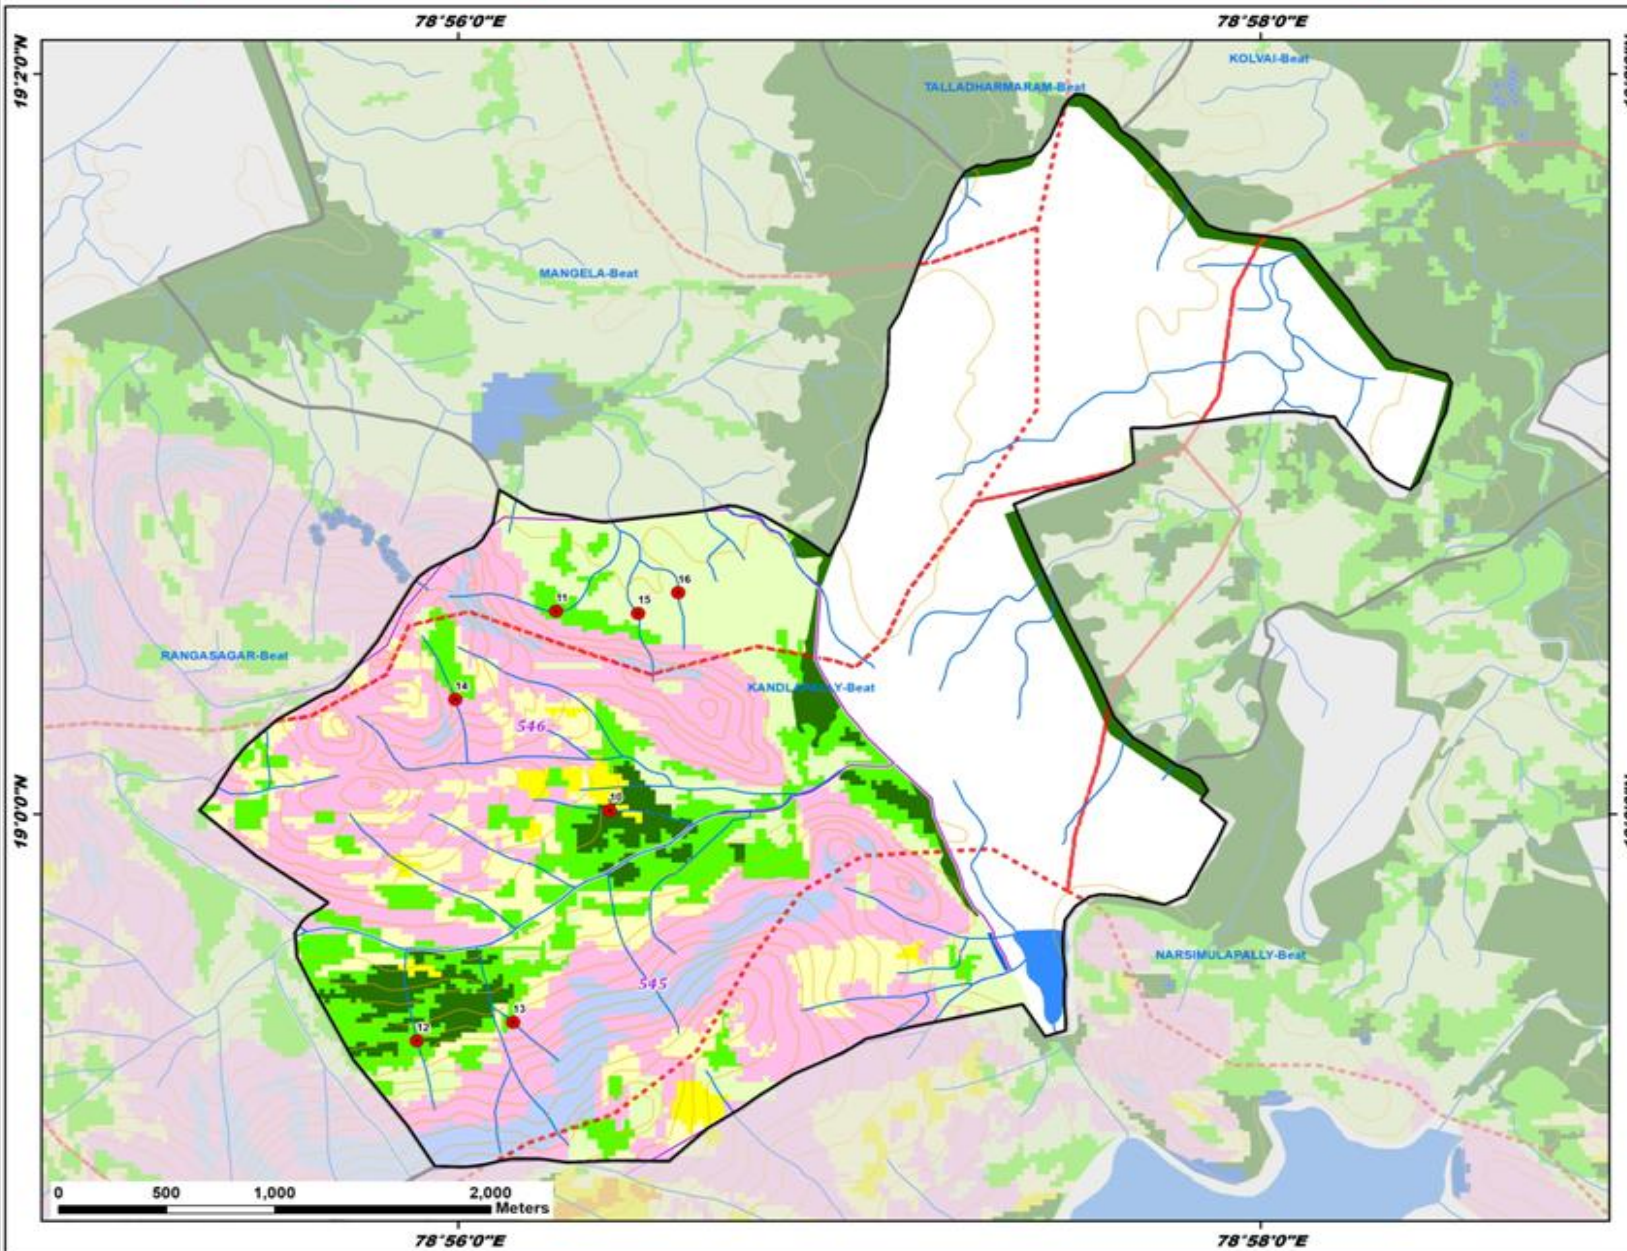 78°56'0"E 78°58'0"E
19°2'0"N
KOLVAI-Beat
TALLADHARMARAM-Beat
MANGELA-Beat
16
11
15
RANGASAGAR-Beat
KANDLAPALLY-Beat
14
546
10
19°0'0"N
NARSIMULAPALLY-Beat
545
13
12
0 500 1,000 2,000
Meters
78°56'0"E 78°58'0"E